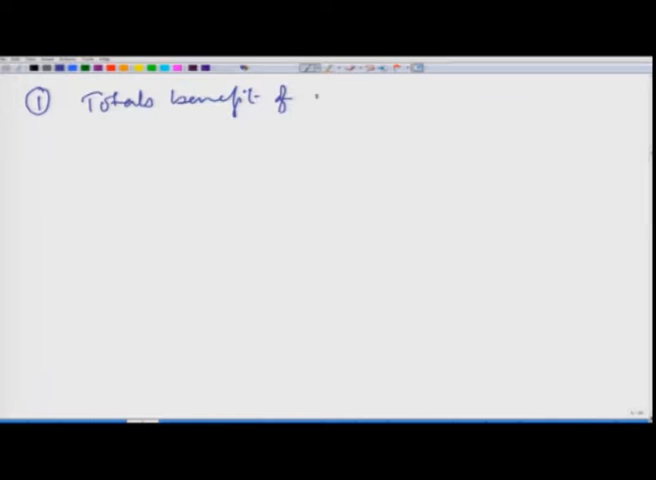 ① Totals benefit of